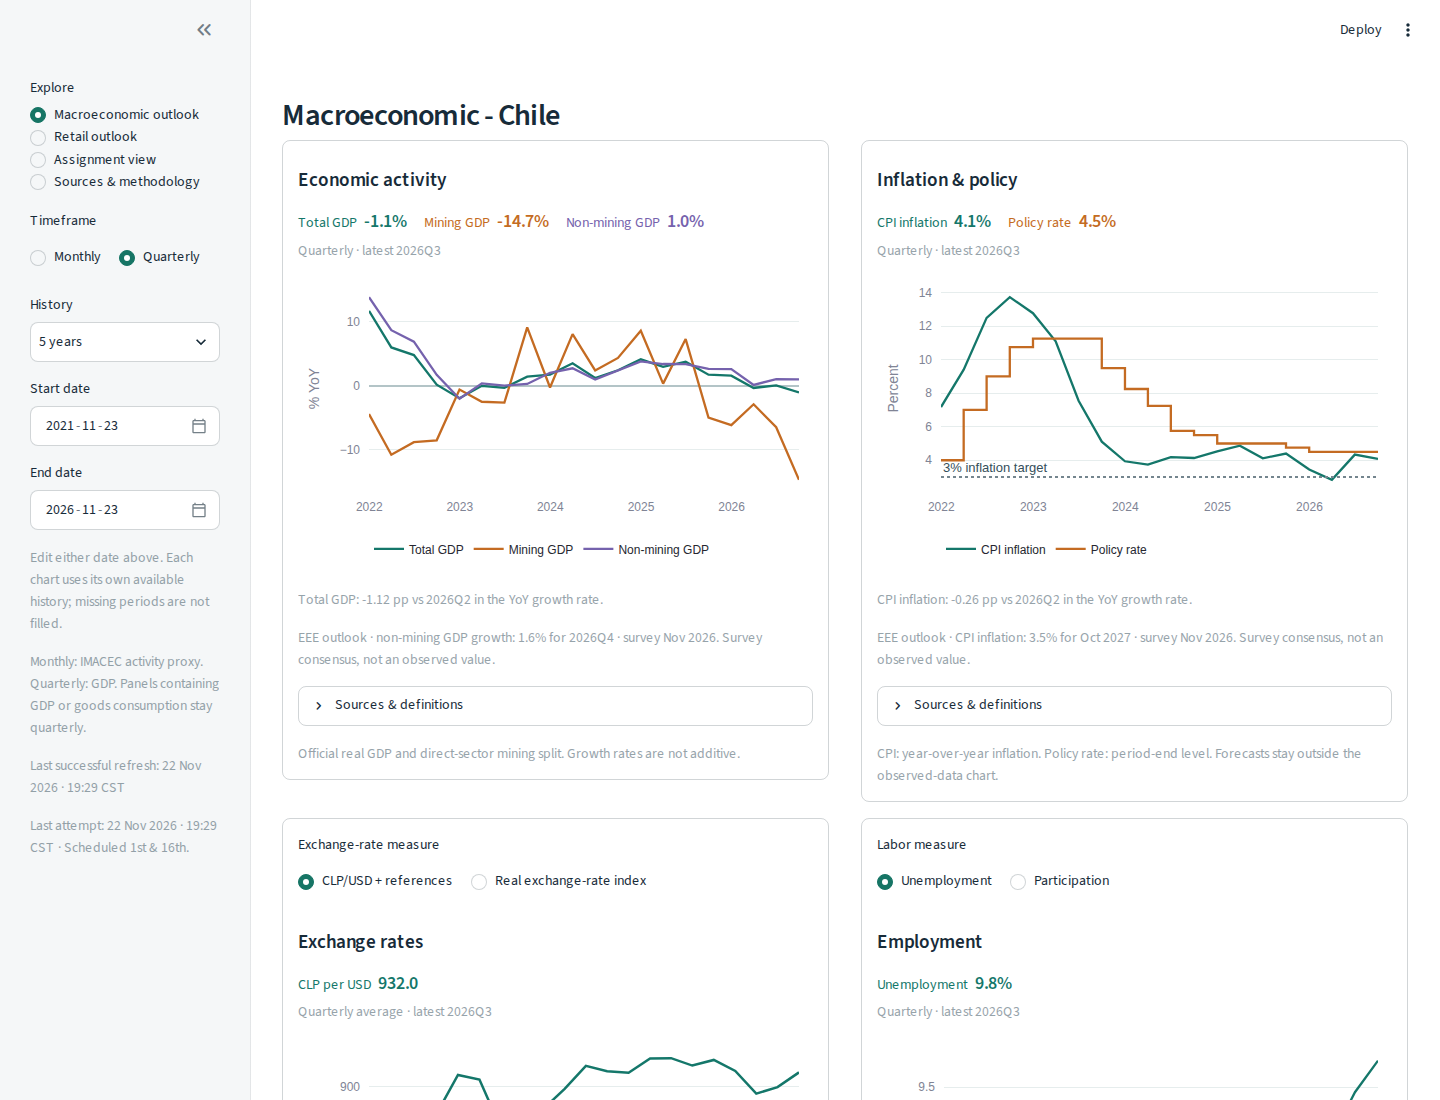 Deploy
Explore
Macroeconomic outlook
Retail outlook
Assignment view
Sources & methodology
Timeframe
Monthly
Quarterly
History
5 years
Start date
2021-11-23
End date
2026-11-23
Edit either date above. Each
chart uses its own available
history; missing periods are not
filled.
Monthly: IMACEC activity proxy.
Quarterly: GDP. Panels containing
GDP or goods consumption stay
quarterly.
Last successful refresh: 22 Nov
2026 · 19:29 CST
Last attempt: 22 Nov 2026 · 19:29
CST · Scheduled 1st & 16th.
Macroeconomic - Chile
Economic activity
Total GDP -1.1% Mining GDP -14.7% Non-mining GDP 1.0%
Quarterly · latest 2026Q3
% YoY
10
0
−10
2022 2023 2024 2025 2026
Total GDP Mining GDP Non-mining GDP
Total GDP: -1.12 pp vs 2026Q2 in the YoY growth rate.
EEE outlook · non-mining GDP growth: 1.6% for 2026Q4 · survey Nov 2026. Survey
consensus, not an observed value.
Sources & definitions
Official real GDP and direct-sector mining split. Growth rates are not additive.
Inflation & policy
CPI inflation 4.1% Policy rate 4.5%
Quarterly · latest 2026Q3
Percent
14
12
10
8
6
4
3% inflation target
2022 2023 2024 2025 2026
CPI inflation Policy rate
CPI inflation: -0.26 pp vs 2026Q2 in the YoY growth rate.
EEE outlook · CPI inflation: 3.5% for Oct 2027 · survey Nov 2026. Survey consensus, not an
observed value.
Sources & definitions
CPI: year-over-year inflation. Policy rate: period-end level. Forecasts stay outside the
observed-data chart.
Exchange-rate measure
CLP/USD + references
Real exchange-rate index
Exchange rates
CLP per USD 932.0
Quarterly average · latest 2026Q3
900
Labor measure
Unemployment
Participation
Employment
Unemployment 9.8%
Quarterly · latest 2026Q3
9.5